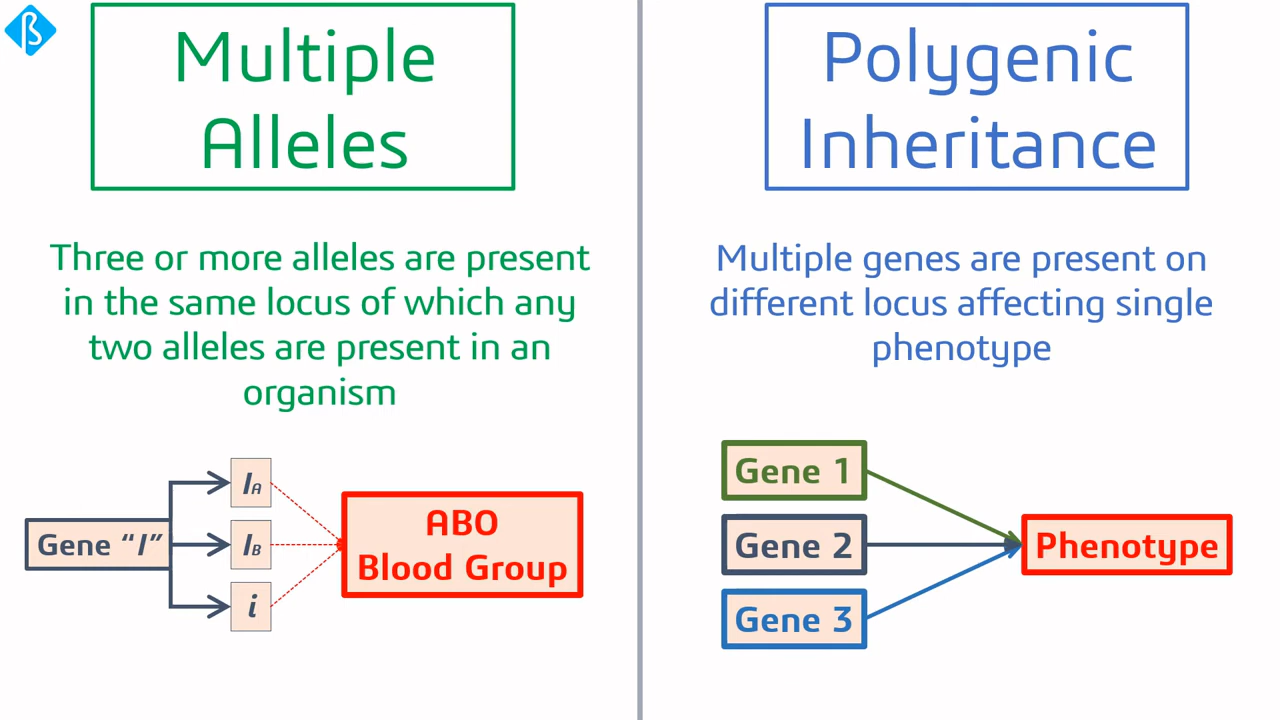 ß
Multiple
Alleles
Three or more alleles are present
in the same locus of which any
two alleles are present in an
organism
Gene “I”
IA
IB
i
ABO
Blood Group
Polygenic
Inheritance
Multiple genes are present on
different locus affecting single
phenotype
Gene 1
Gene 2
Gene 3
Phenotype